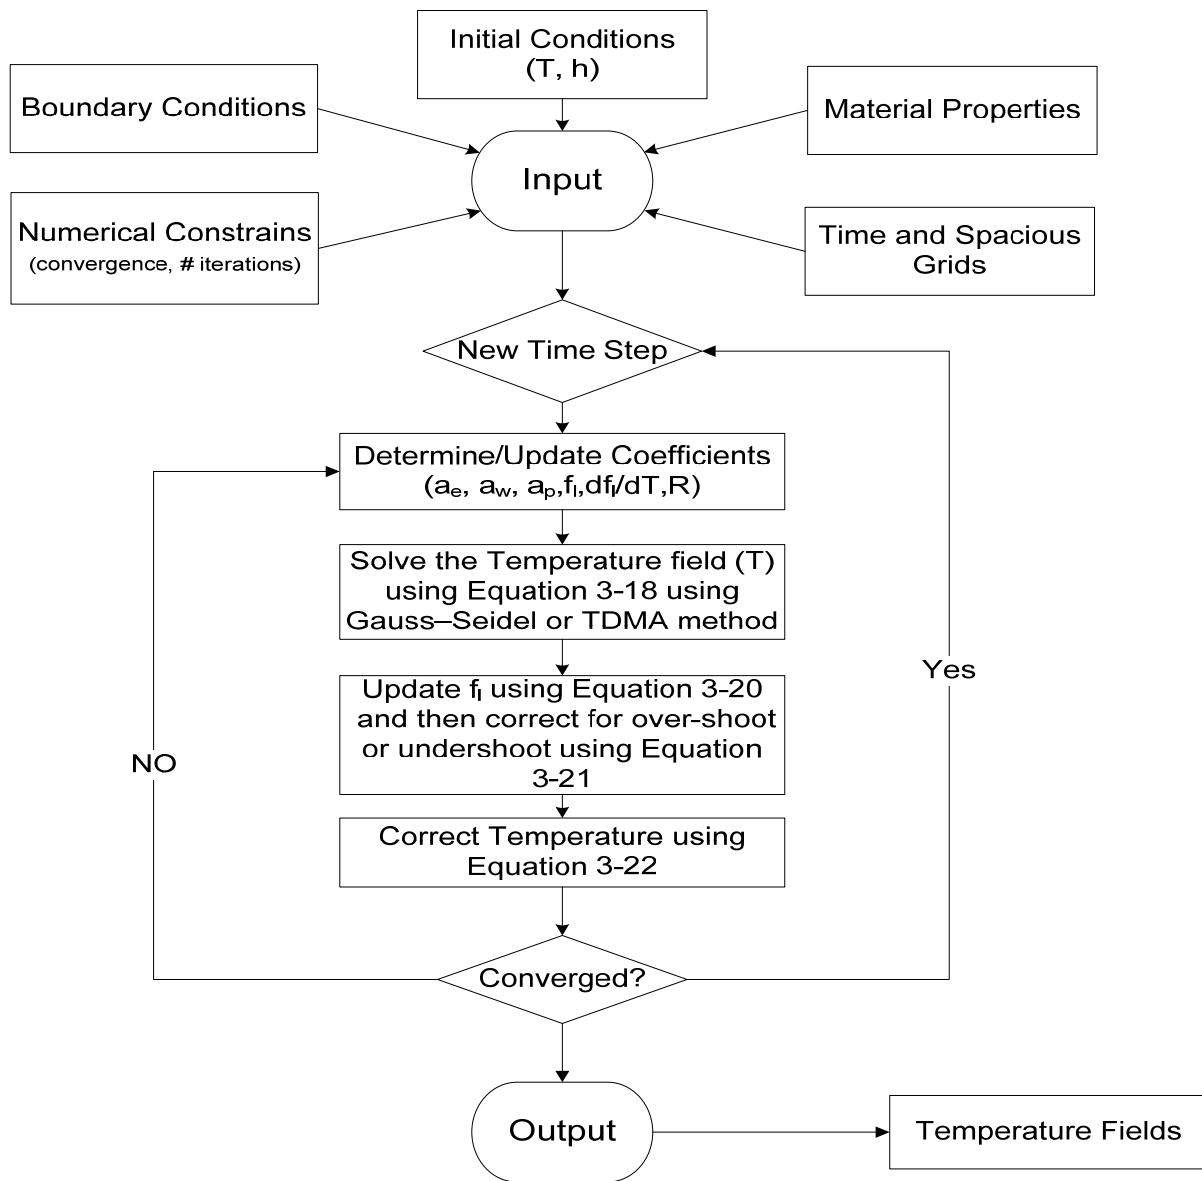 Initial Conditions
(T, h)
Boundary Conditions
Material Properties
Input
Numerical Constrains
(convergence, # iterations)
Time and Spacious
Grids
New Time Step
Determine/Update Coefficients
(aₑ, a_w, aₚ,fₗ,dfₗ/dT,R)
Solve the Temperature field (T)
using Equation 3-18 using
Gauss–Seidel or TDMA method
Yes
Update fₗ using Equation 3-20
and then correct for over-shoot
or undershoot using Equation
3-21
NO
Correct Temperature using
Equation 3-22
Converged?
Output
Temperature Fields